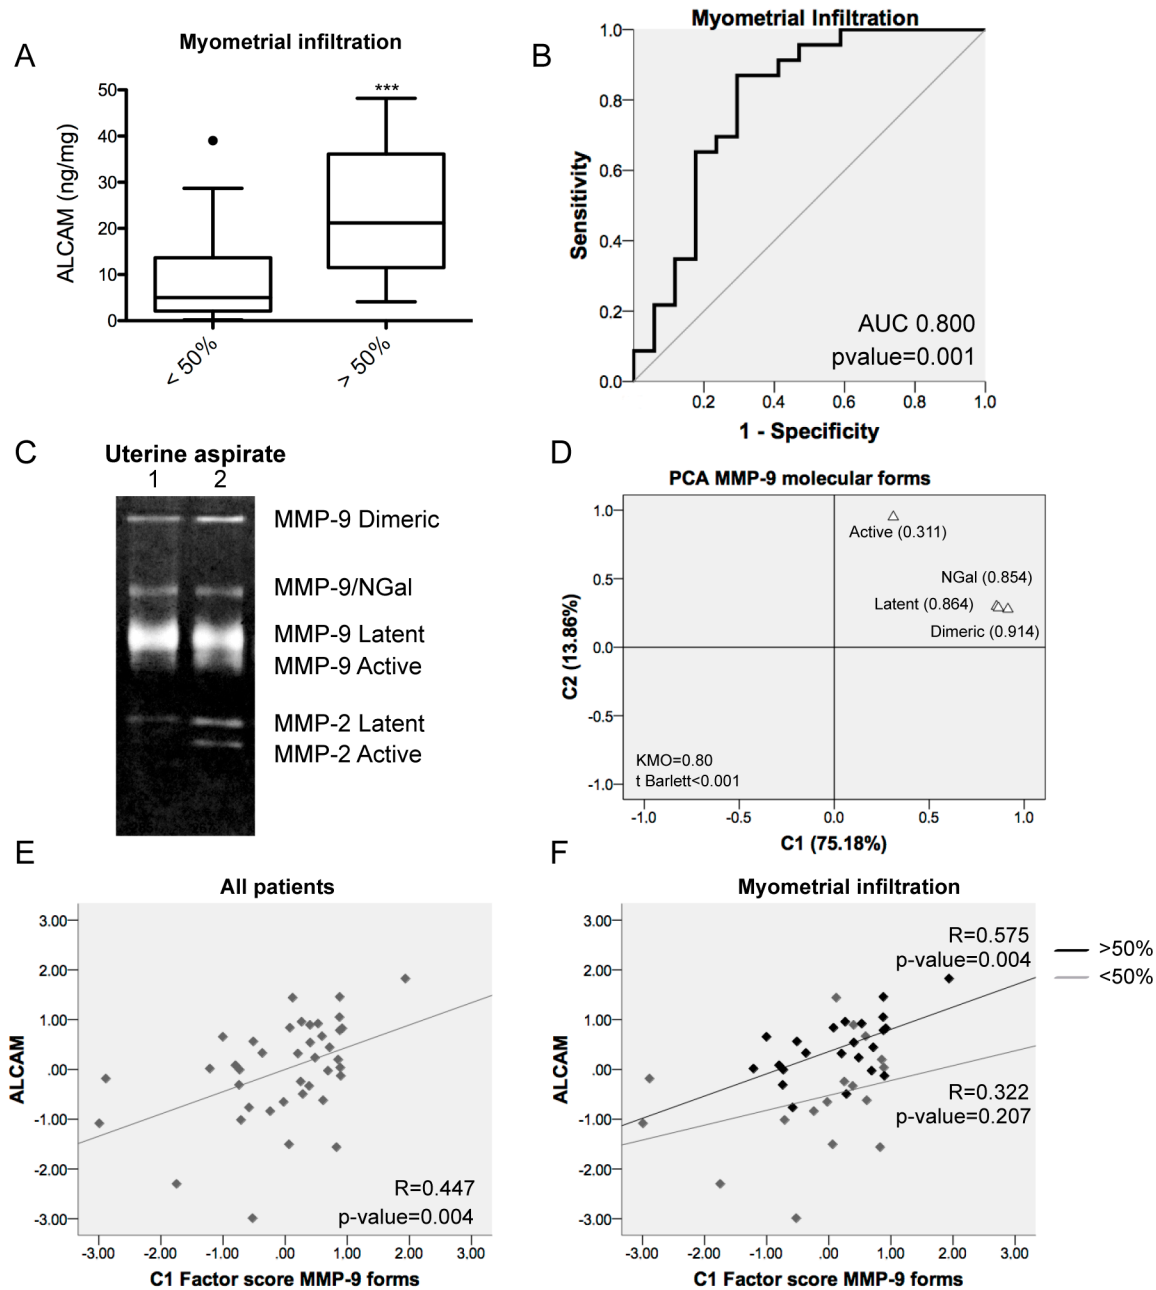 A
Myometrial infiltration
50
40
30
20
10
0
ALCAM (ng/mg)
***
< 50%
> 50%
B
Myometrial Infiltration
1.0
0.8
0.6
0.4
0.2
0.0
Sensitivity
AUC 0.800
pvalue=0.001
0.2
0.4
0.6
0.8
1.0
1 - Specificity
C
Uterine aspirate
1 2
MMP-9 Dimeric
MMP-9/NGal
MMP-9 Latent
MMP-9 Active
MMP-2 Latent
MMP-2 Active
D
PCA MMP-9 molecular forms
1.0
0.5
0.0
-0.5
-1.0
C2 (13.86%)
Active (0.311)
NGal (0.854)
Latent (0.864)
Dimeric (0.914)
KMO=0.80
t Barlett<0.001
-1.0
-0.5
0.0
0.5
1.0
C1 (75.18%)
E
All patients
3.00
2.00
1.00
.00
-1.00
-2.00
-3.00
ALCAM
R=0.447
p-value=0.004
-3.00
-2.00
-1.00
.00
1.00
2.00
3.00
C1 Factor score MMP-9 forms
F
Myometrial infiltration
3.00
2.00
1.00
.00
-1.00
-2.00
-3.00
ALCAM
R=0.575
p-value=0.004
R=0.322
p-value=0.207
>50%
<50%
-3.00
-2.00
-1.00
.00
1.00
2.00
3.00
C1 Factor score MMP-9 forms